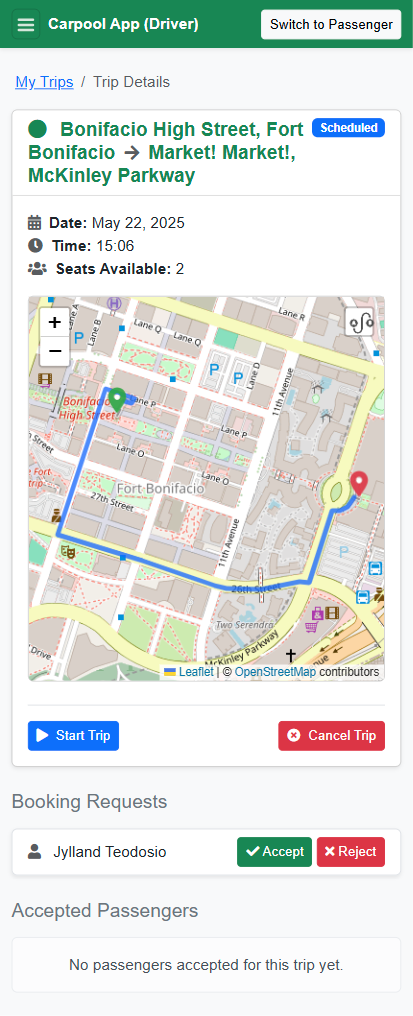 Carpool App (Driver)
Switch to Passenger
My Trips / Trip Details
Bonifacio High Street, Fort
Scheduled
Bonifacio → Market! Market!,
McKinley Parkway
Date: May 22, 2025
Time: 15:06
Seats Available: 2
+
−
Lane A
Lane B
Lane Q
Lane Q
Lane R
P
P
P
Lane D
11th Avenue
Bonifacio
High Street
Lane P
Lane P
Lane O
Lane O
Fort Bonifacio
27th Street
11th Avenue
26th Street
P
Two Serendra
McKinley Parkway
Drive
Leaflet | © OpenStreetMap contributors
Start Trip
Cancel Trip
Booking Requests
Jylland Teodosio
Accept
Reject
Accepted Passengers
No passengers accepted for this trip yet.